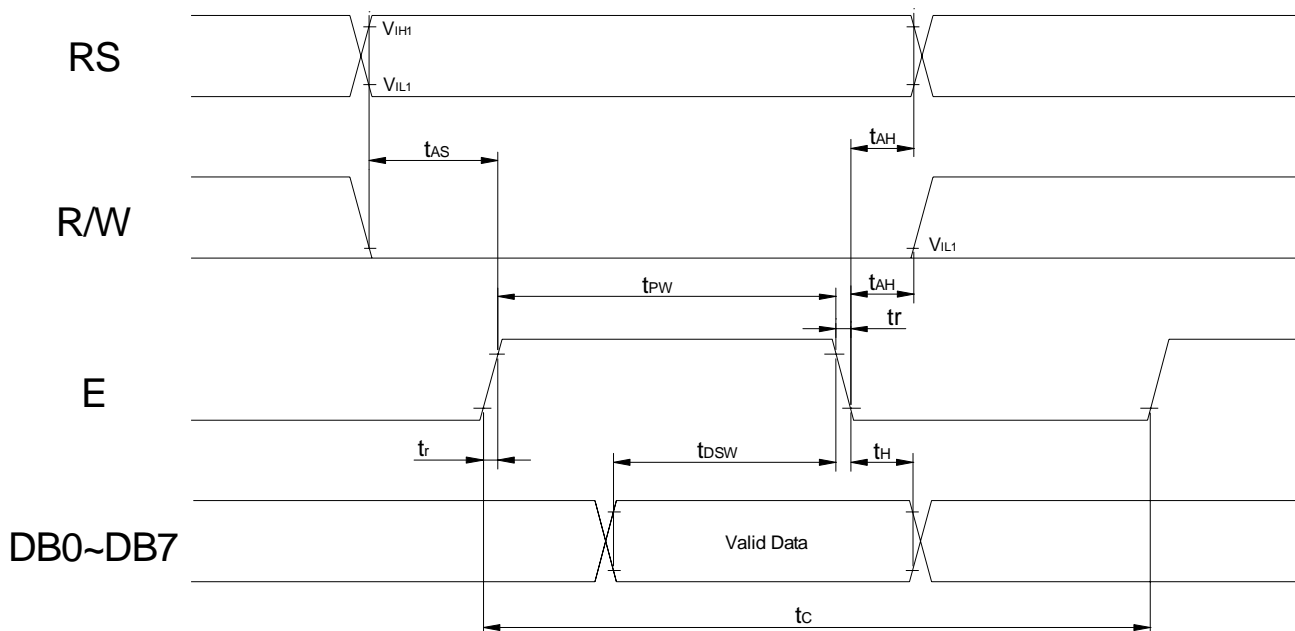 RS
VIH1
VIL1
tAS
tAH
R/W
VIL1
tPW
tAH
tr
E
tr
tDSW
tH
DB0~DB7
Valid Data
tC